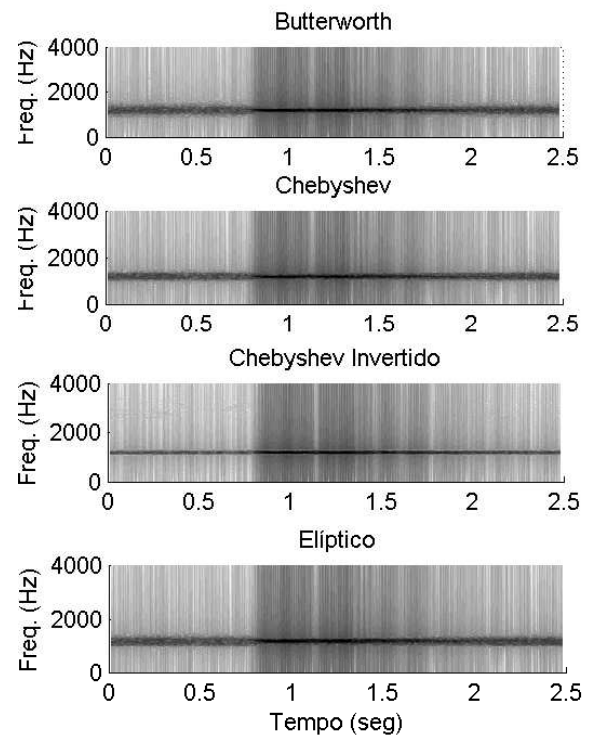 Butterworth
4000
2000
0
Freq. (Hz)
0 0.5 1 1.5 2 2.5
Chebyshev
4000
2000
0
Freq. (Hz)
0 0.5 1 1.5 2 2.5
Chebyshev Invertido
4000
2000
0
Freq. (Hz)
0 0.5 1 1.5 2 2.5
Elíptico
4000
2000
0
Freq. (Hz)
0 0.5 1 1.5 2 2.5
Tempo (seg)